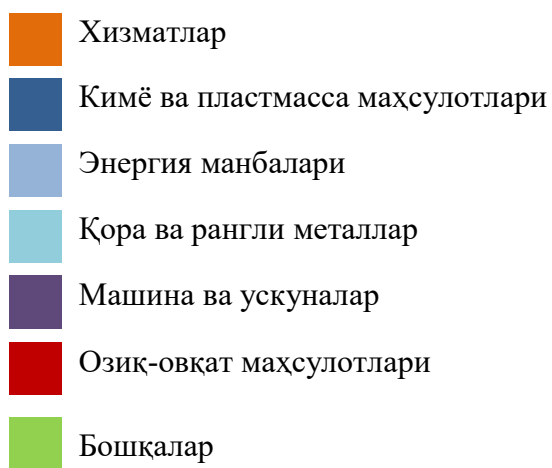 Хизматлар
Кимё ва пластмасса маҳсулотлари
Энергия манбалари
Қора ва рангли металлар
Машина ва ускуналар
Озиқ-овқат маҳсулотлари
Бошқалар